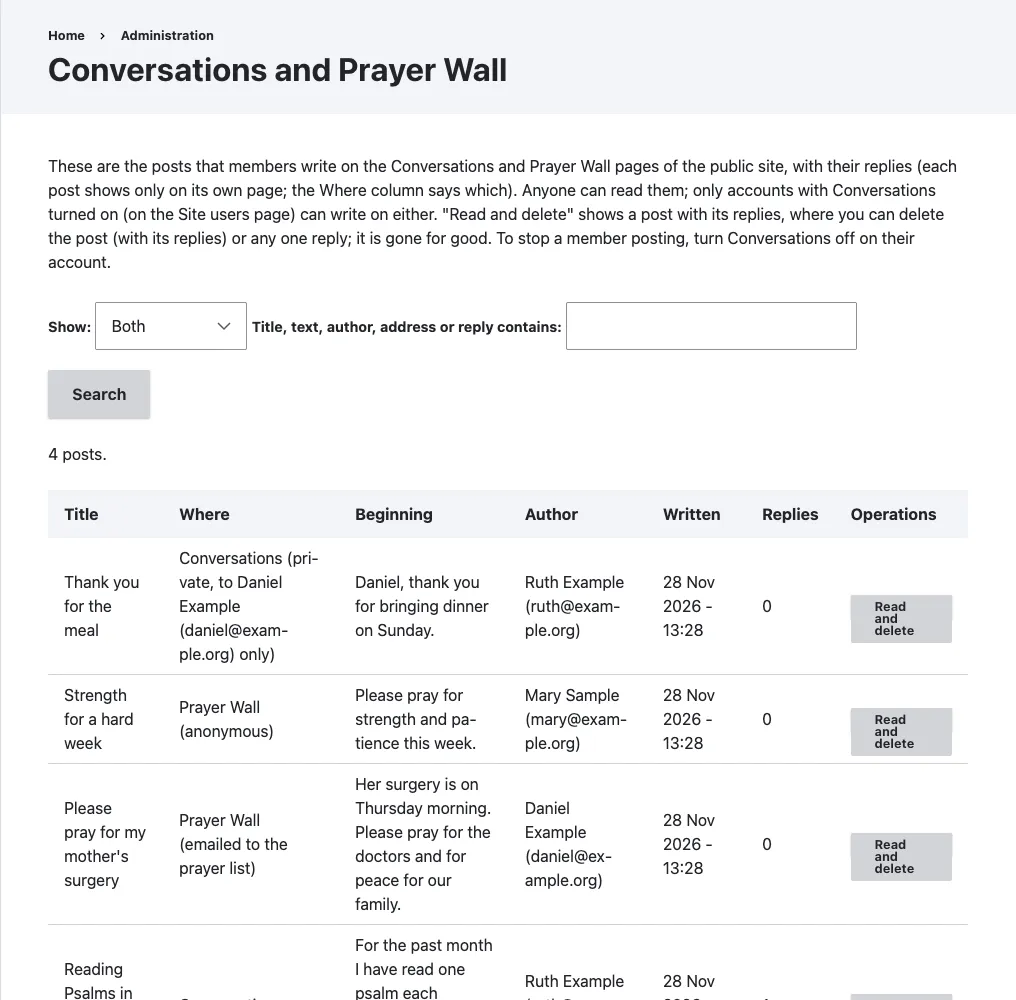 Home › Administration
Conversations and Prayer Wall
These are the posts that members write on the Conversations and Prayer Wall pages of the public site, with their replies (each
post shows only on its own page; the Where column says which). Anyone can read them; only accounts with Conversations
turned on (on the Site users page) can write on either. "Read and delete" shows a post with its replies, where you can delete
the post (with its replies) or any one reply; it is gone for good. To stop a member posting, turn Conversations off on their
account.
Show: Both Title, text, author, address or reply contains:
Search
4 posts.
Title Where Beginning Author Written Replies Operations
Thank you
for the
meal
Conversations (pri-
vate, to Daniel
Example
(daniel@exam-
ple.org) only)
Daniel, thank you
for bringing dinner
on Sunday.
Ruth Example
(ruth@exam-
ple.org)
28 Nov
2026 -
13:28
0
Read
and
delete
Strength
for a hard
week
Prayer Wall
(anonymous)
Please pray for
strength and pa-
tience this week.
Mary Sample
(mary@exam-
ple.org)
28 Nov
2026 -
13:28
0
Read
and
delete
Please
pray for my
mother's
surgery
Prayer Wall
(emailed to the
prayer list)
Her surgery is on
Thursday morning.
Please pray for the
doctors and for
peace for our
family.
Daniel
Example
(daniel@ex-
ample.org)
28 Nov
2026 -
13:28
0
Read
and
delete
Reading
Psalms in
For the past month
I have read one
psalm each
Ruth Example
28 Nov